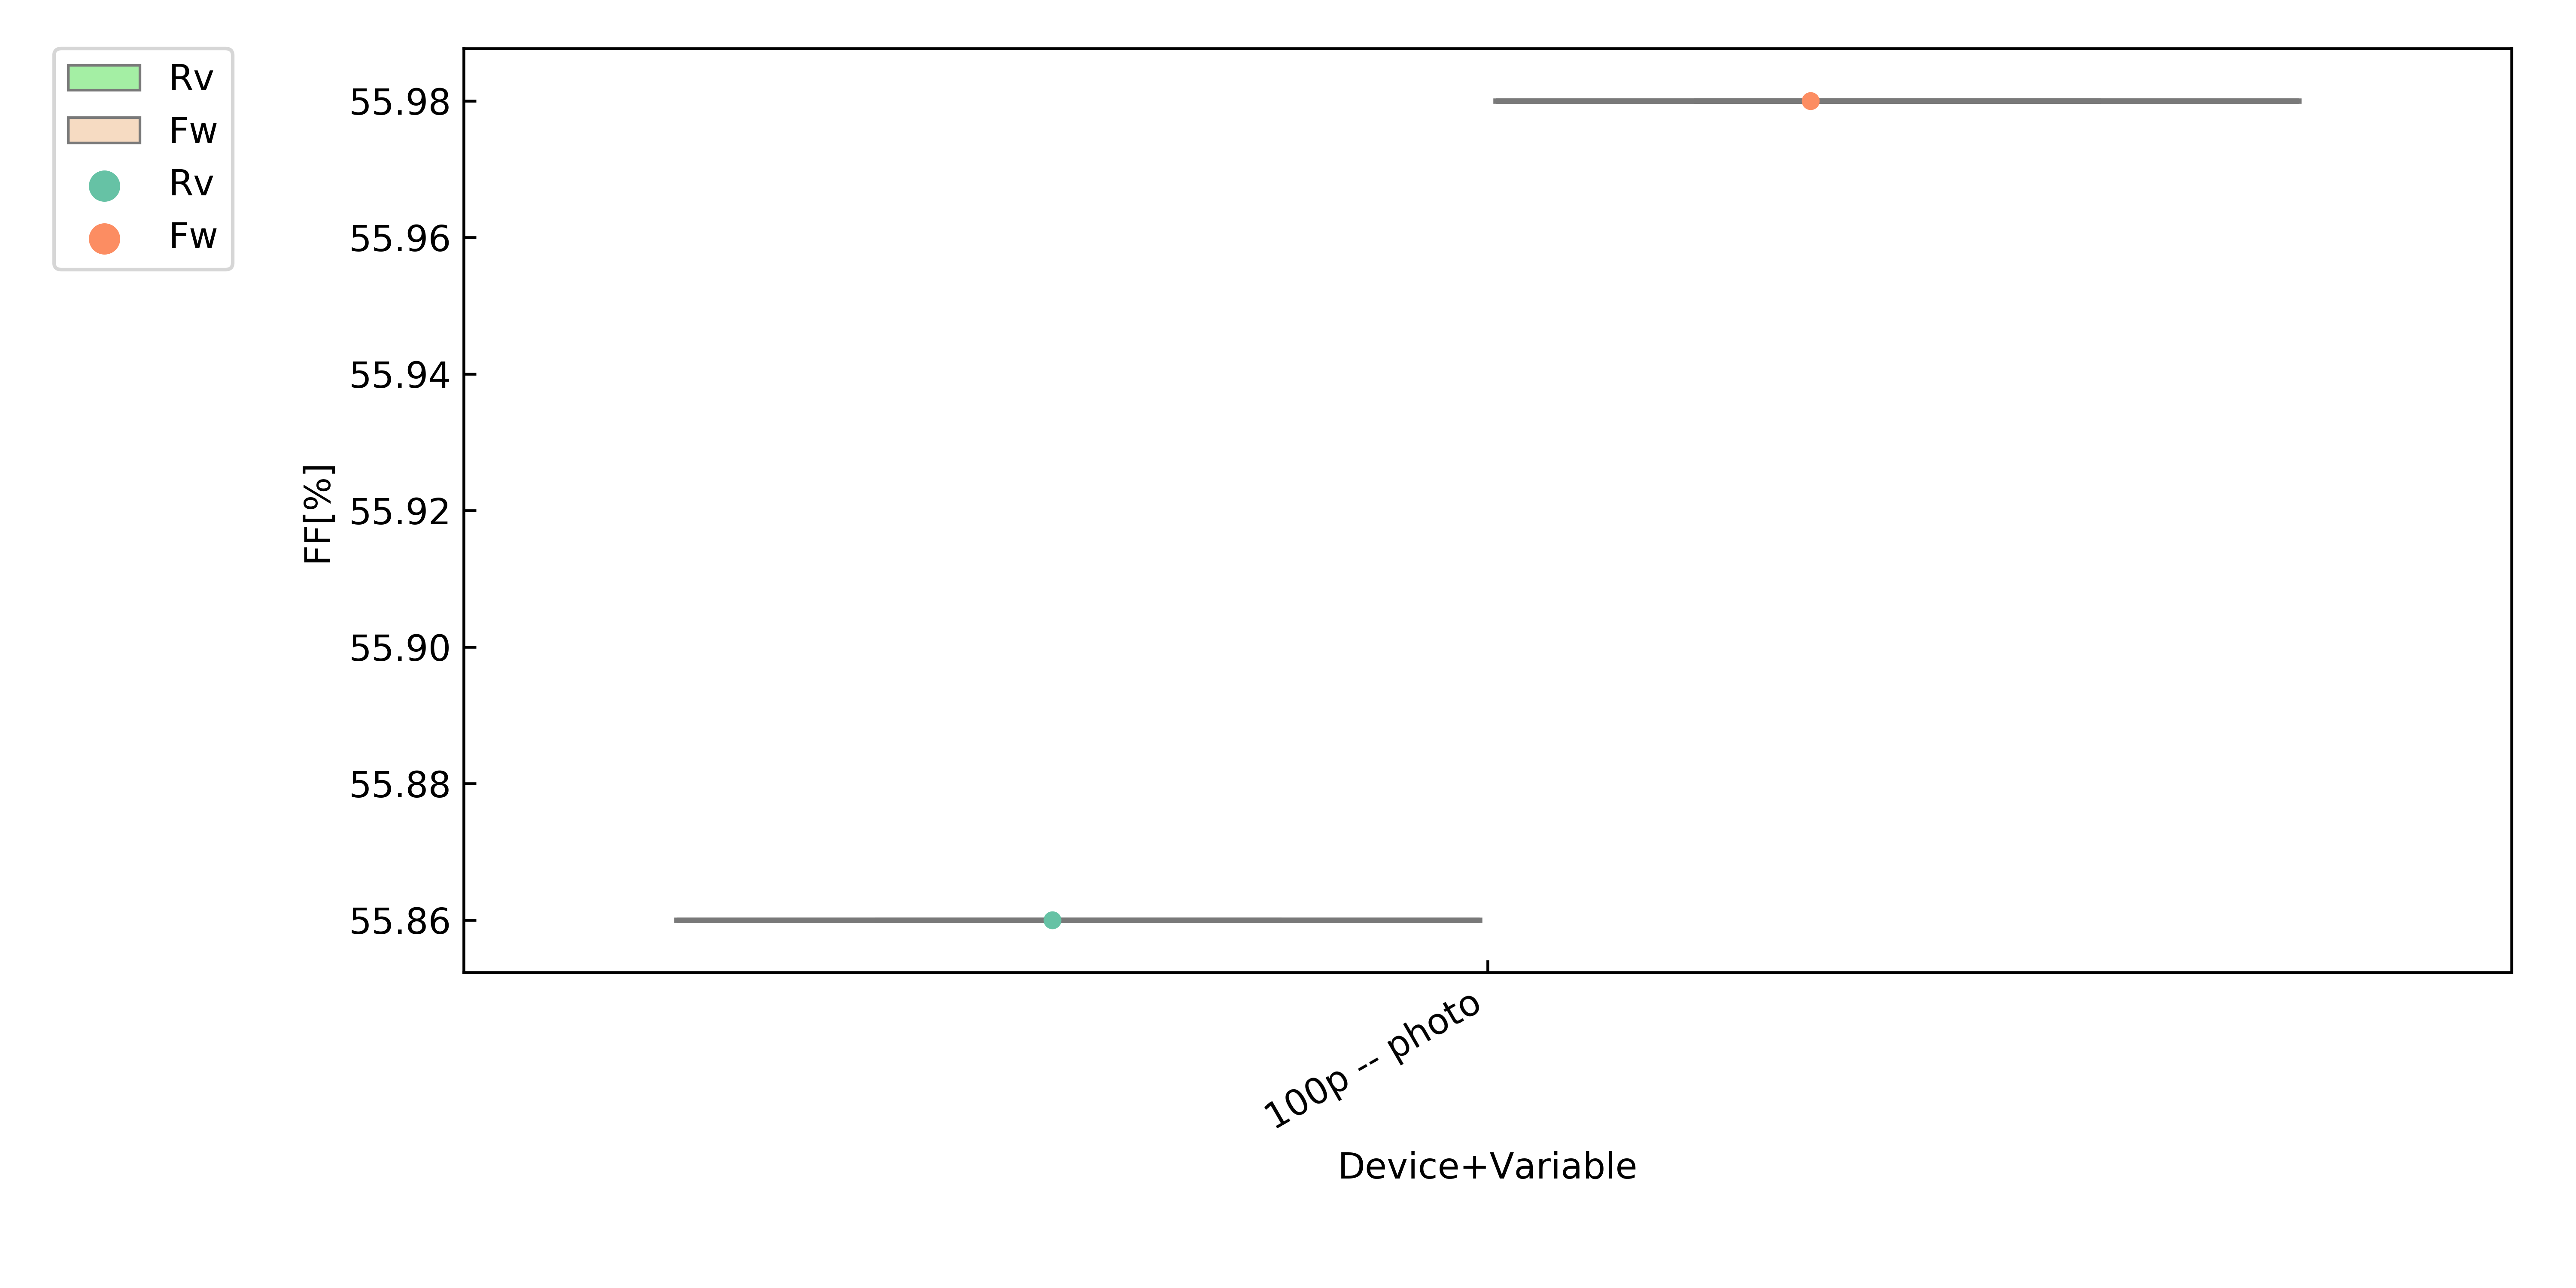 Rv
Fw
Rv
Fw
FF[%]
55.98
55.96
55.94
55.92
55.90
55.88
55.86
100p -- photo
Device+Variable